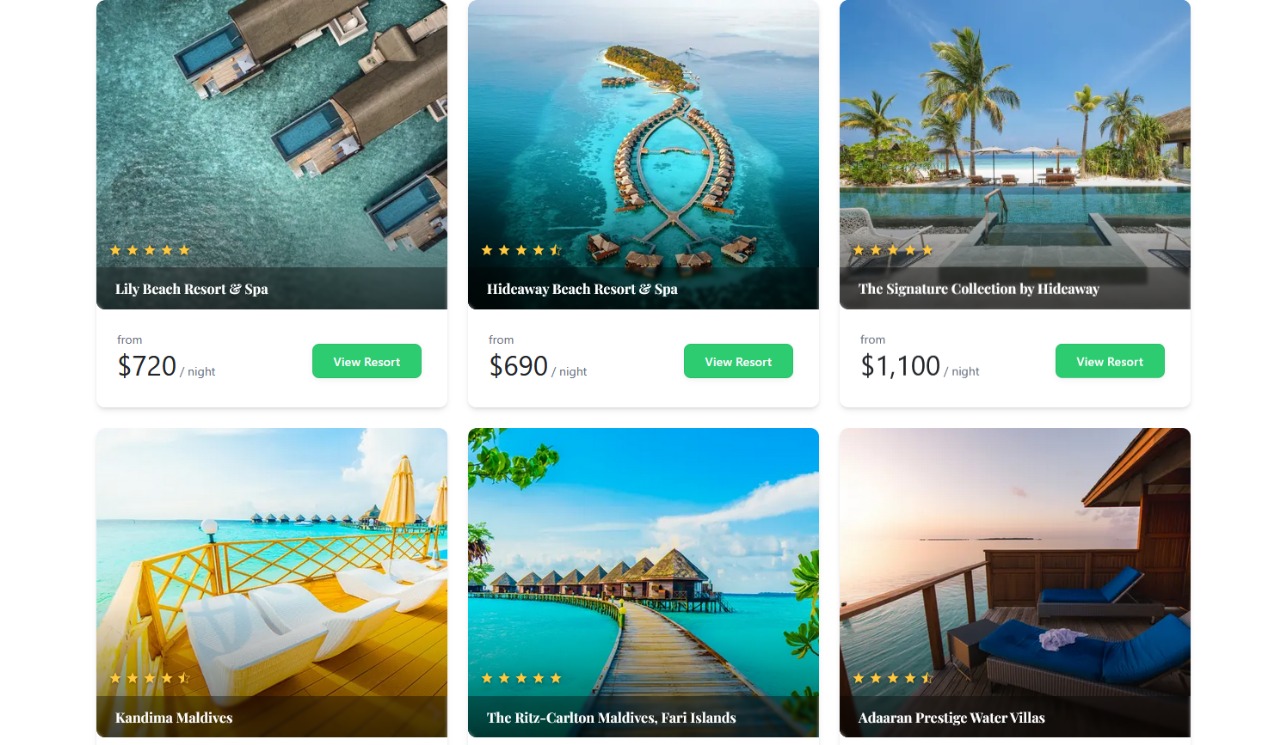 Lily Beach Resort & Spa
Hideaway Beach Resort & Spa
The Signature Collection by Hideaway
from
$720 / night
View Resort
from
$690 / night
View Resort
from
$1,100 / night
View Resort
Kandima Maldives
The Ritz-Carlton Maldives, Fari Islands
Adaaran Prestige Water Villas